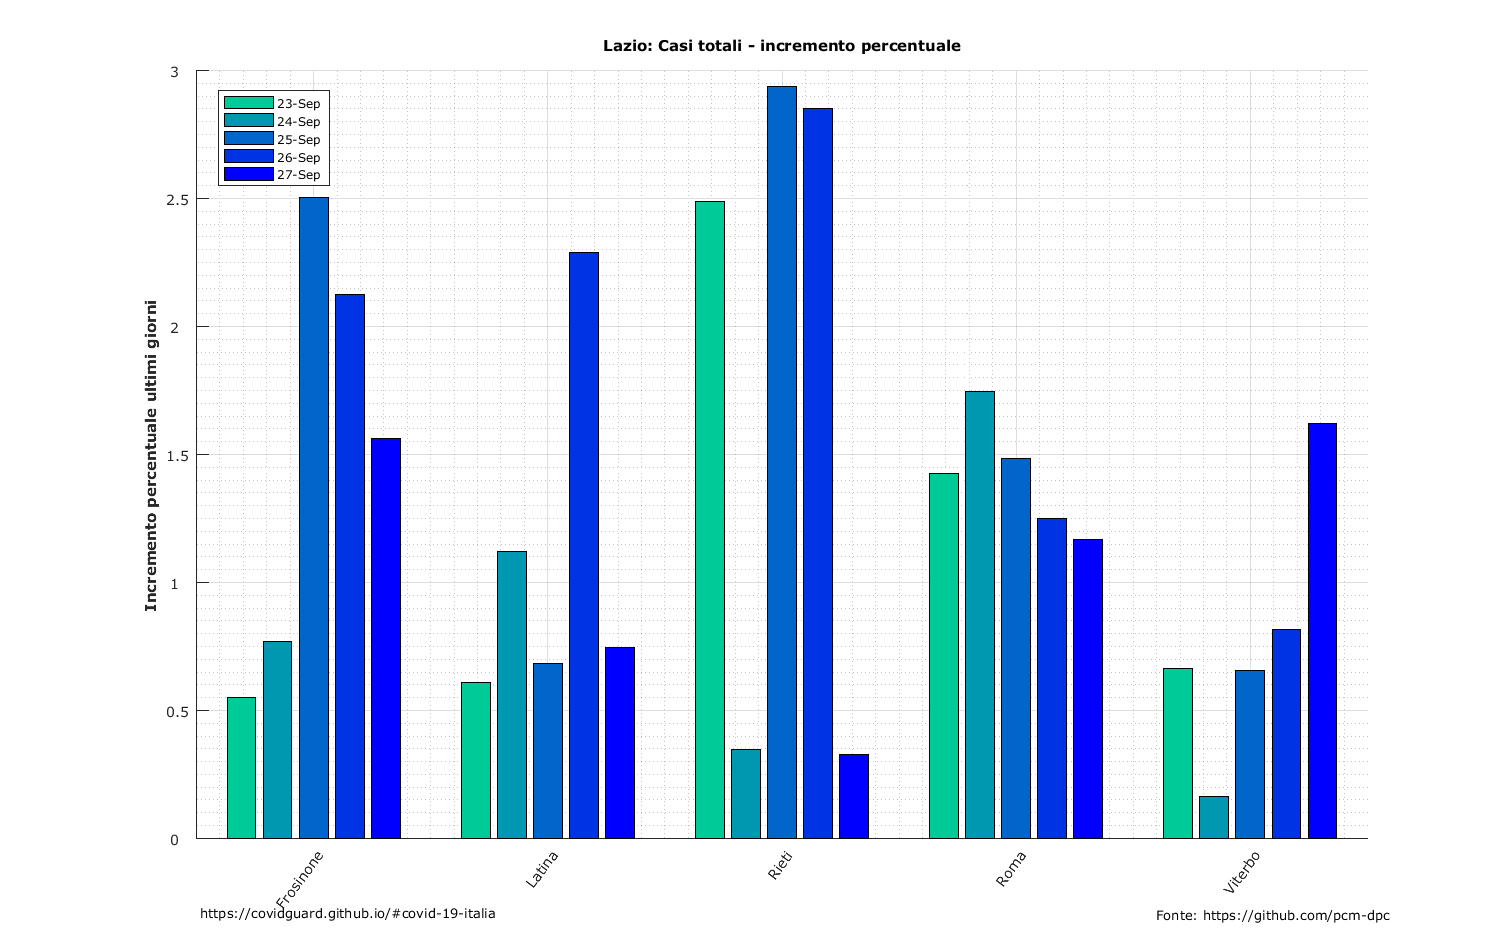 Lazio: Casi totali - incremento percentuale
3
2.5
2
1.5
1
0.5
0
Incremento percentuale ultimi giorni
23-Sep
24-Sep
25-Sep
26-Sep
27-Sep
Frosinone
Latina
Rieti
Roma
Viterbo
https://covidguard.github.io/#covid-19-italia
Fonte: https://github.com/pcm-dpc